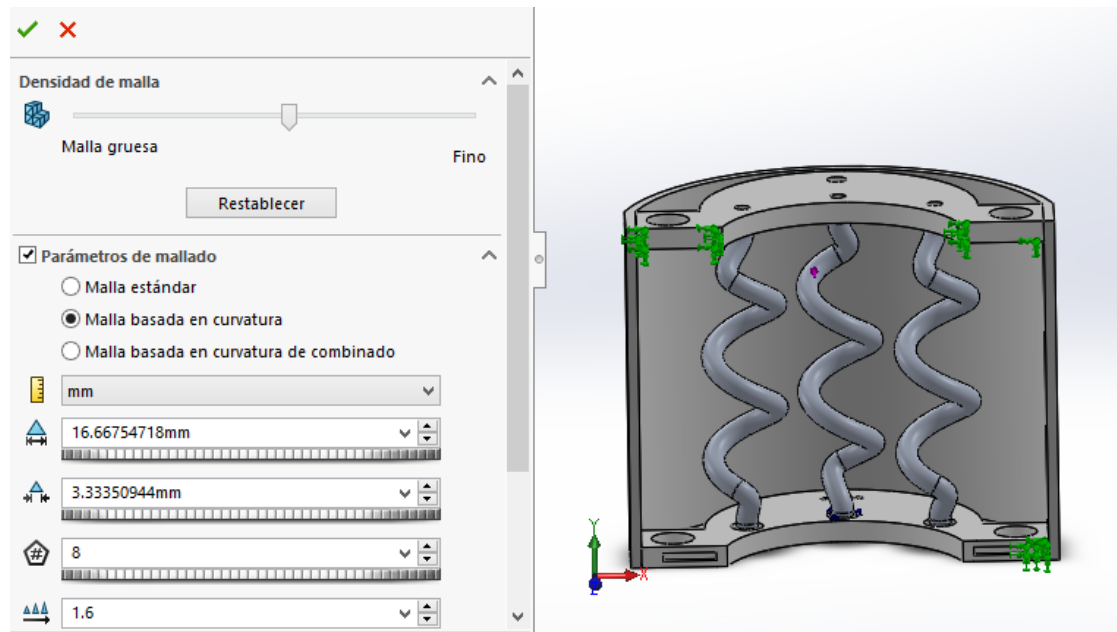 Densidad de malla
Malla gruesa
Fino
Restablecer
Parámetros de mallado
Malla estándar
Malla basada en curvatura
Malla basada en curvatura de combinado
mm
16.66754718mm
3.33350944mm
#
8
1.6
Y
X
Z